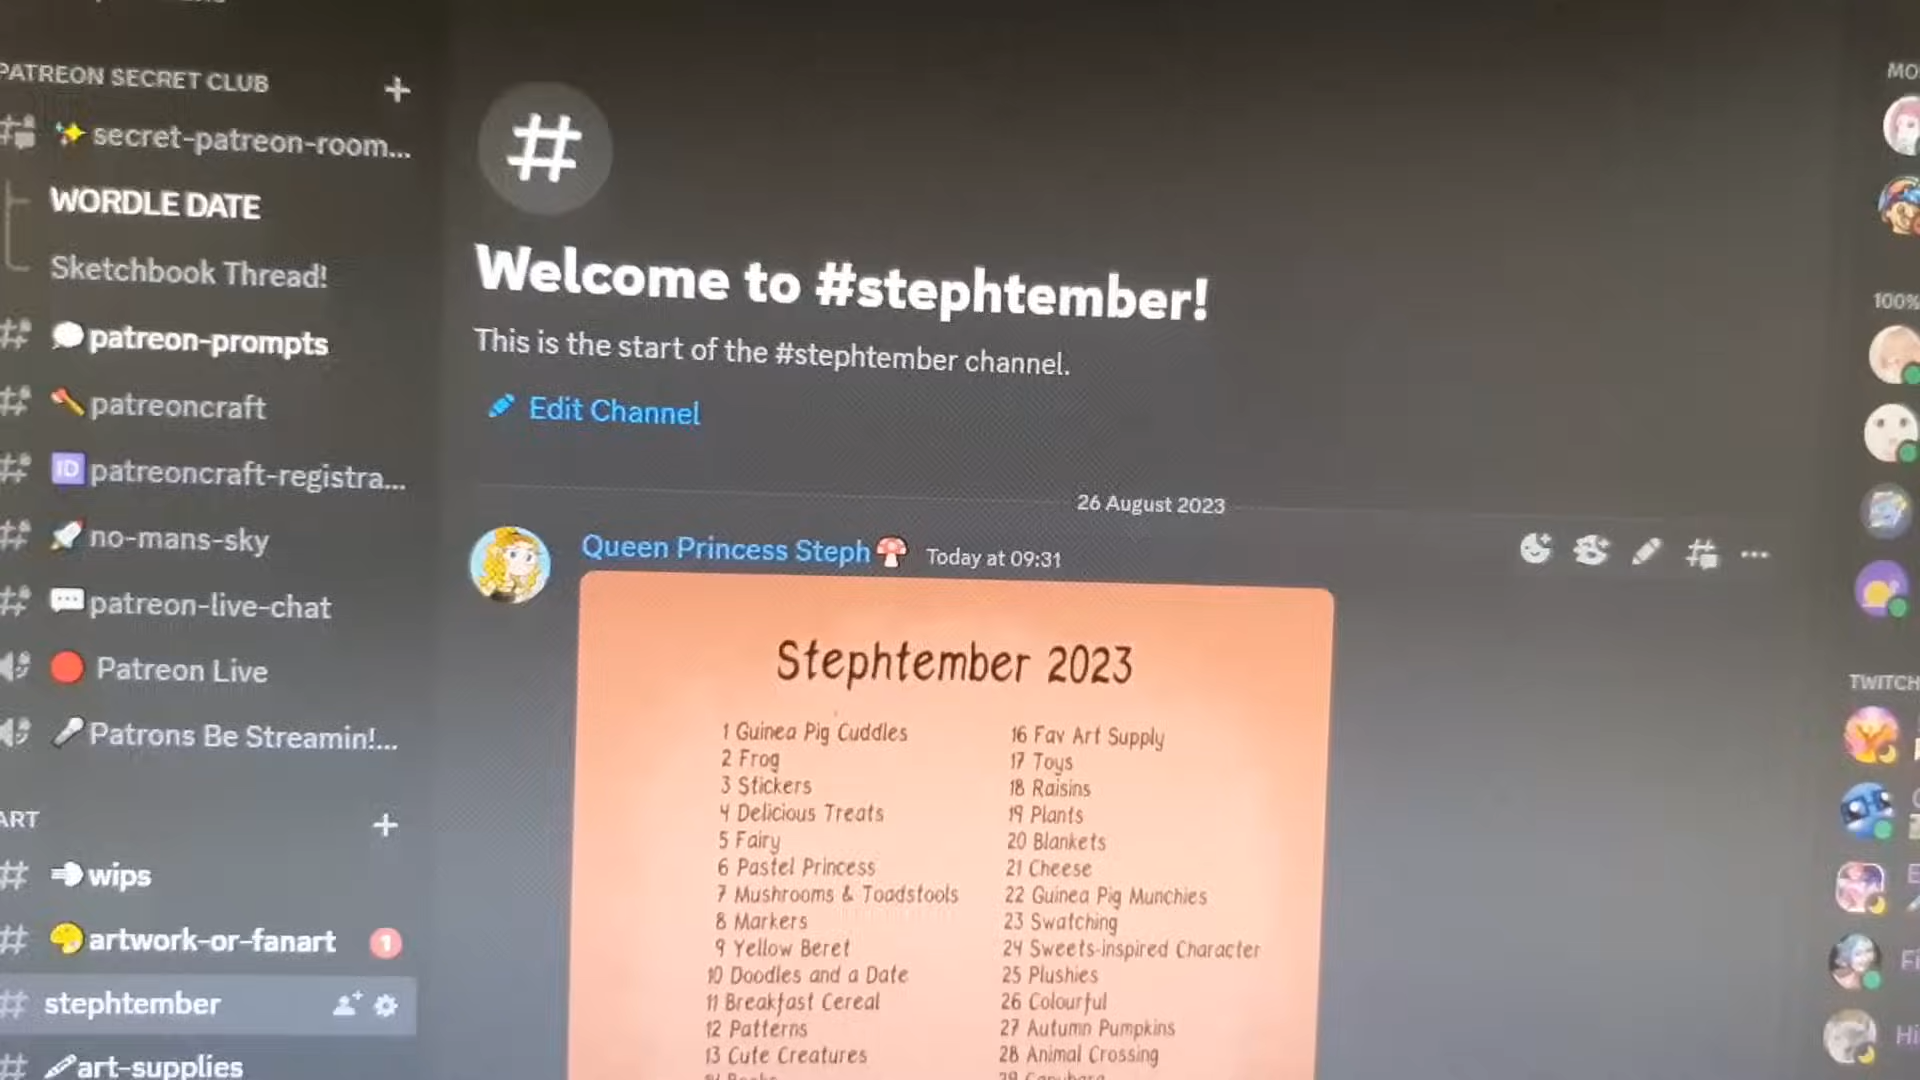 PATREON SECRET CLUB
secret-patreon-room...
WORDLE DATE
Sketchbook Thread!
patreon-prompts
patreoncraft
ID patreoncraft-registra...
no-mans-sky
patreon-live-chat
Patreon Live
Patrons Be Streamin!...
ART
wips
artwork-or-fanart 1
stephtember
art-supplies
Welcome to #stephtember!
This is the start of the #stephtember channel.
Edit Channel
26 August 2023
Queen Princess Steph Today at 09:31
Stephtember 2023
1 Guinea Pig Cuddles
2 Frog
3 Stickers
4 Delicious Treats
5 Fairy
6 Pastel Princess
7 Mushrooms & Toadstools
8 Markers
9 Yellow Beret
10 Doodles and a Date
11 Breakfast Cereal
12 Patterns
13 Cute Creatures
16 Fav Art Supply
17 Toys
18 Raisins
19 Plants
20 Blankets
21 Cheese
22 Guinea Pig Munchies
23 Swatching
24 Sweets-inspired Character
25 Plushies
26 Colourful
27 Autumn Pumpkins
28 Animal Crossing
MO
100%
TWITCH